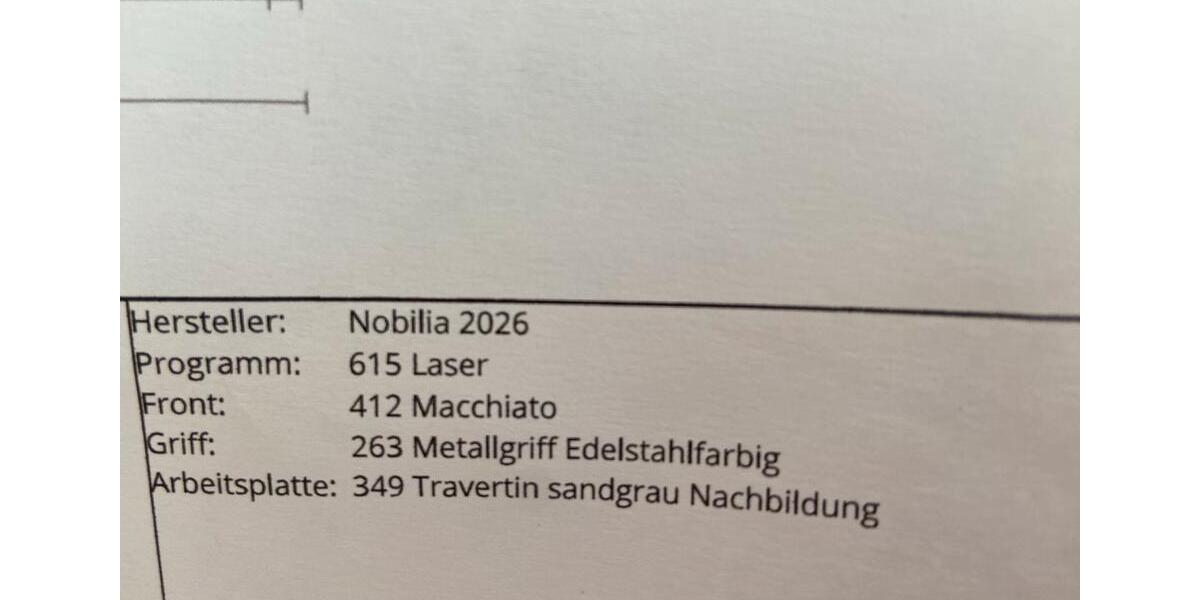 Hersteller: Nobilia 2026
Programm: 615 Laser
Front: 412 Macchiato
Griff: 263 Metallgriff Edelstahlfarbig
Arbeitsplatte: 349 Travertin sandgrau Nachbildung